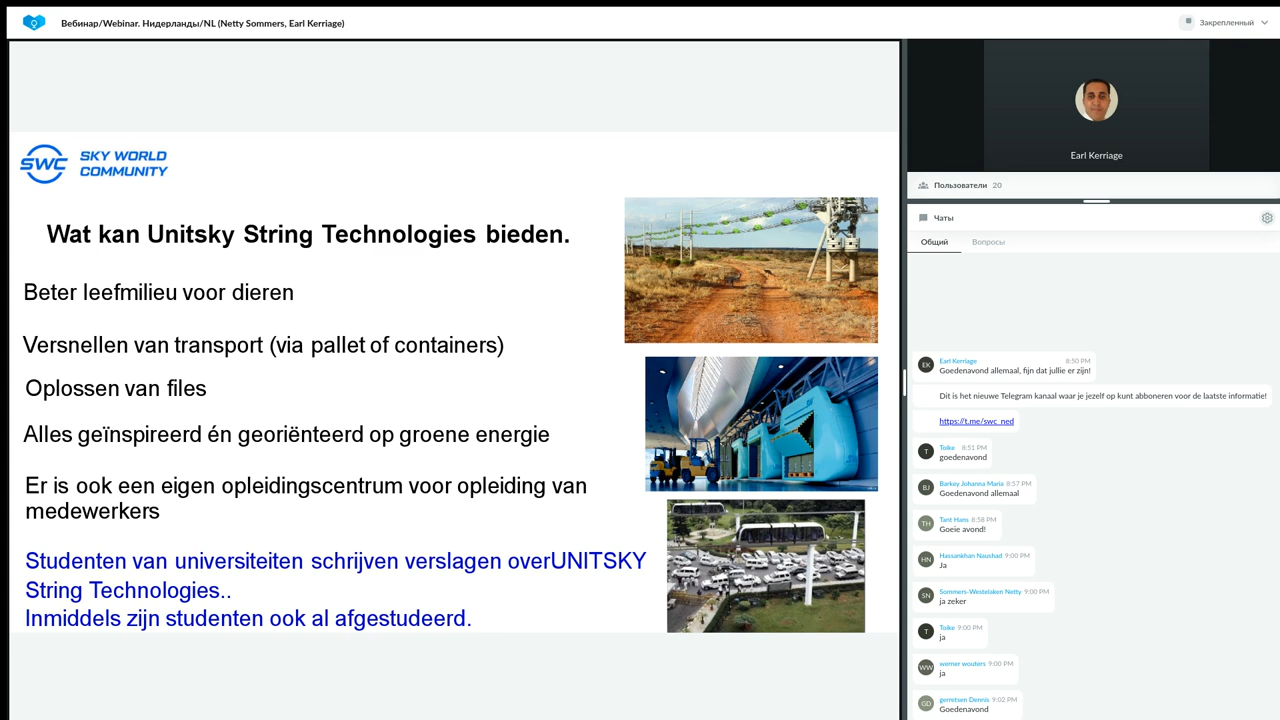 Вебинар/Webinar. Нидерланды/NL (Netty Sommers, Earl Kerriage)
Закрепленный
SWC SKY WORLD
COMMUNITY
Wat kan Unitsky String Technologies bieden.
Beter leefmilieu voor dieren
Versnellen van transport (via pallet of containers)
Oplossen van files
Alles geïnspireerd én georiënteerd op groene energie
Er is ook een eigen opleidingscentrum voor opleiding van
medewerkers
Studenten van universiteiten schrijven verslagen overUNITSKY
String Technologies..
Inmiddels zijn studenten ook al afgestudeerd.
Earl Kerriage
Пользователи 20
Чаты
Общий Вопросы
EK Earl Kerriage 8:50 PM
Goedenavond allemaal, fijn dat jullie er zijn!
Dit is het nieuwe Telegram kanaal waar je jezelf op kunt abboneren voor de laatste informatie!
https://t.me/swc_ned
T Toike 8:51 PM
goedenavond
BJ Barkey Johanna Maria 8:57 PM
Goedenavond allemaal
TH Tant Hans 8:58 PM
Goeie avond!
HN Hassankhan Naushad 9:00 PM
Ja
SN Sommers-Westelaken Netty 9:00 PM
ja zeker
T Toike 9:00 PM
ja
WW werner wouters 9:00 PM
ja
GD gerretsen Dennis 9:02 PM
Goedenavond